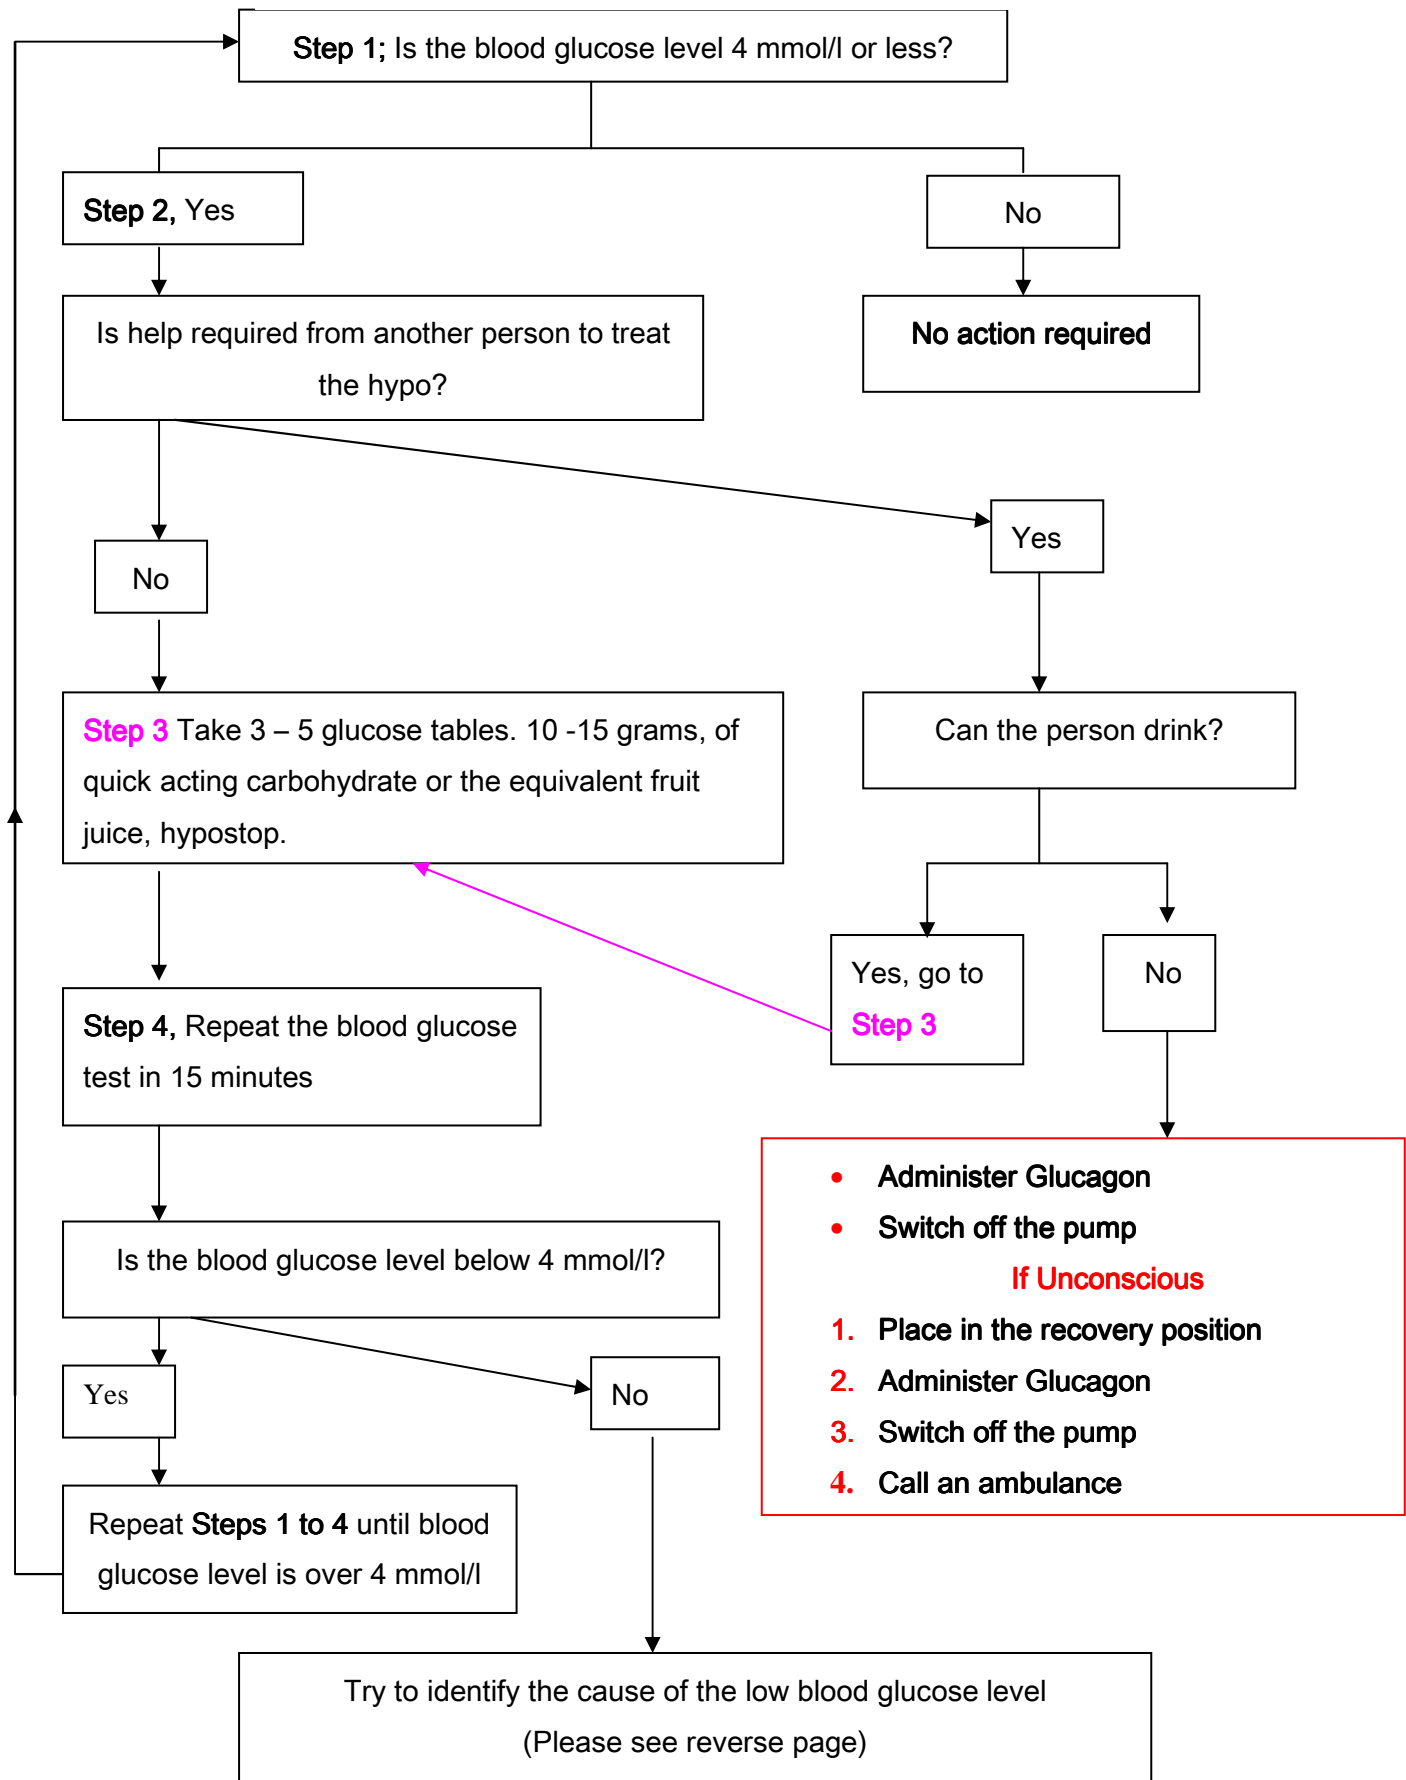 Step 1; Is the blood glucose level 4 mmol/l or less?
Step 2, Yes
No
Is help required from another person to treat
the hypo?
No action required
No
Yes
Step 3 Take 3 – 5 glucose tables. 10 -15 grams, of
quick acting carbohydrate or the equivalent fruit
juice, hypostop.
Can the person drink?
Yes, go to
Step 3
No
Step 4, Repeat the blood glucose
test in 15 minutes
• Administer Glucagon
• Switch off the pump
If Unconscious
1. Place in the recovery position
2. Administer Glucagon
3. Switch off the pump
4. Call an ambulance
Is the blood glucose level below 4 mmol/l?
Yes
No
Repeat Steps 1 to 4 until blood
glucose level is over 4 mmol/l
Try to identify the cause of the low blood glucose level
(Please see reverse page)